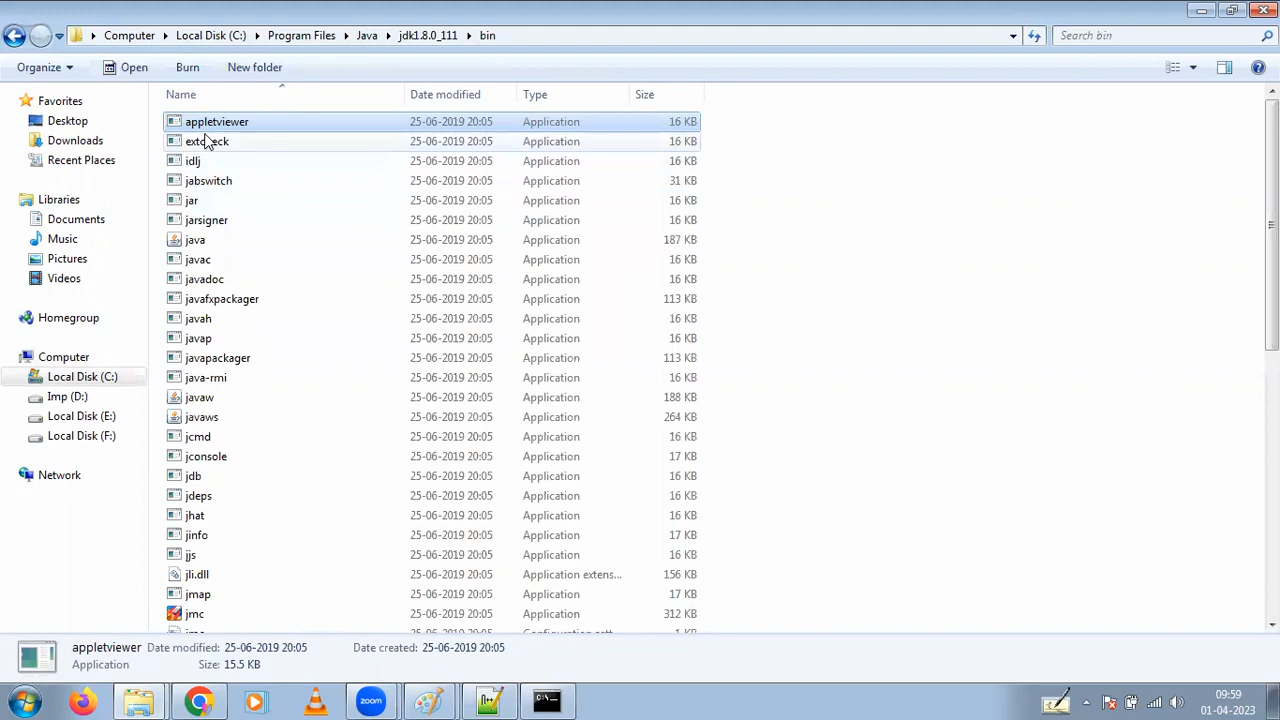 Computer Local Disk (C:) Program Files Java jdk1.8.0_111 bin Search bin
Organize Open Burn New folder
Favorites
Desktop
Downloads
Recent Places
Libraries
Documents
Music
Pictures
Videos
Homegroup
Computer
Local Disk (C:)
Imp (D:)
Local Disk (E:)
Local Disk (F:)
Network
Name Date modified Type Size
appletviewer 25-06-2019 20:05 Application 16 KB
extcheck 25-06-2019 20:05 Application 16 KB
idlj 25-06-2019 20:05 Application 16 KB
jabswitch 25-06-2019 20:05 Application 31 KB
jar 25-06-2019 20:05 Application 16 KB
jarsigner 25-06-2019 20:05 Application 16 KB
java 25-06-2019 20:05 Application 187 KB
javac 25-06-2019 20:05 Application 16 KB
javadoc 25-06-2019 20:05 Application 16 KB
javafxpackager 25-06-2019 20:05 Application 113 KB
javah 25-06-2019 20:05 Application 16 KB
javap 25-06-2019 20:05 Application 16 KB
javapackager 25-06-2019 20:05 Application 113 KB
java-rmi 25-06-2019 20:05 Application 16 KB
javaw 25-06-2019 20:05 Application 188 KB
javaws 25-06-2019 20:05 Application 264 KB
jcmd 25-06-2019 20:05 Application 16 KB
jconsole 25-06-2019 20:05 Application 17 KB
jdb 25-06-2019 20:05 Application 16 KB
jdeps 25-06-2019 20:05 Application 16 KB
jhat 25-06-2019 20:05 Application 16 KB
jinfo 25-06-2019 20:05 Application 17 KB
jjs 25-06-2019 20:05 Application 16 KB
jli.dll 25-06-2019 20:05 Application extens... 156 KB
jmap 25-06-2019 20:05 Application 17 KB
jmc 25-06-2019 20:05 Application 312 KB
appletviewer Date modified: 25-06-2019 20:05 Date created: 25-06-2019 20:05
Application Size: 15.5 KB
zoom
09:59
01-04-2023